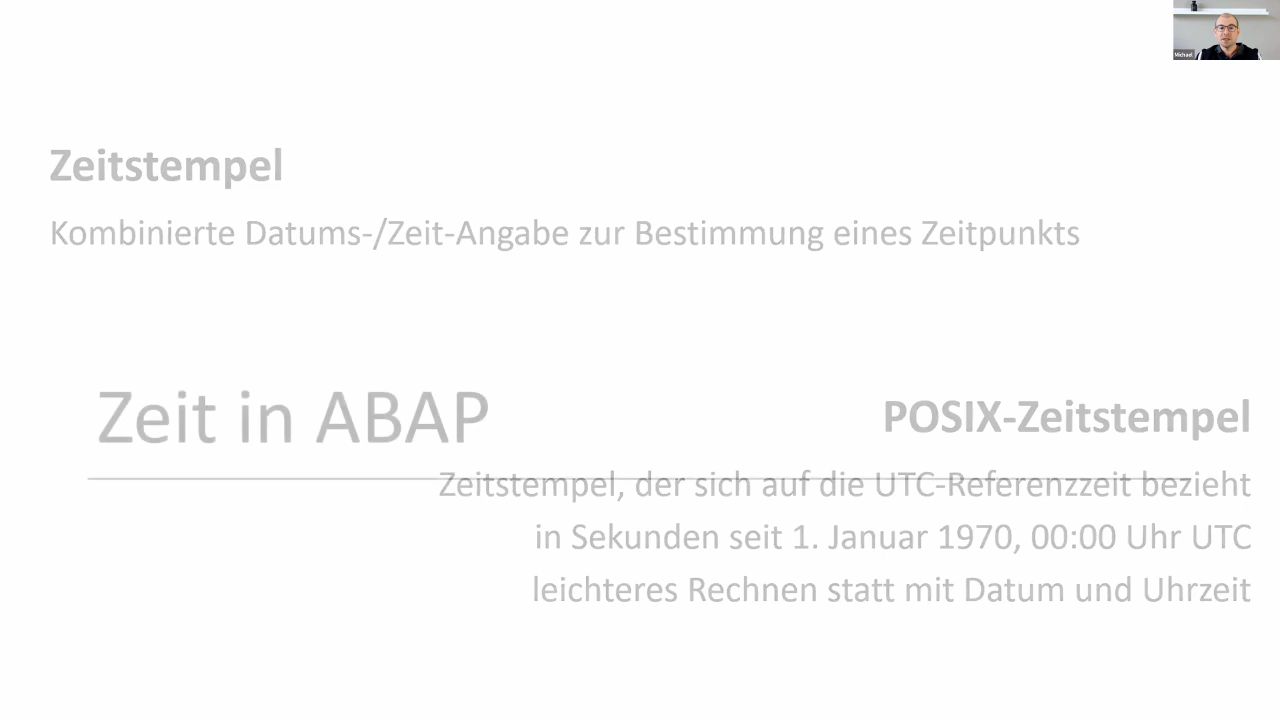 Michael
Zeitstempel
Kombinierte Datums-/Zeit-Angabe zur Bestimmung eines Zeitpunkts
Zeit in ABAP
POSIX-Zeitstempel
Zeitstempel, der sich auf die UTC-Referenzzeit bezieht
in Sekunden seit 1. Januar 1970, 00:00 Uhr UTC
leichteres Rechnen statt mit Datum und Uhrzeit